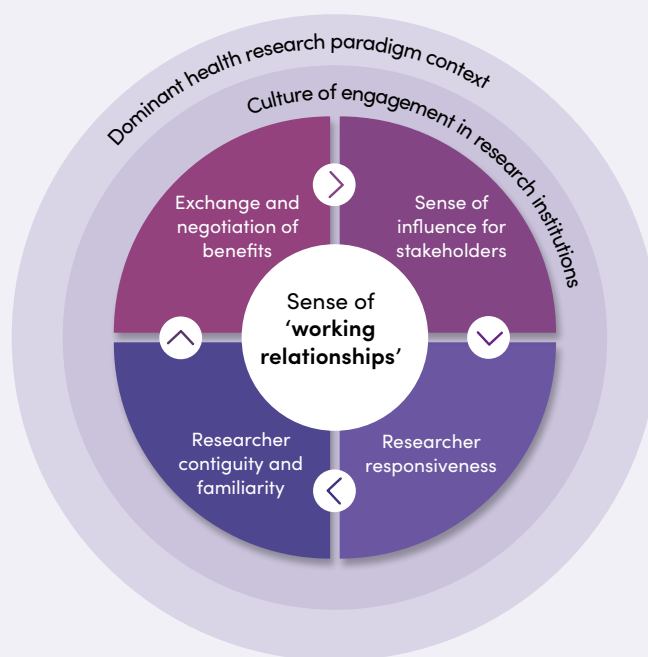 Dominant health research paradigm context
Culture of engagement in research institutions
Exchange and
negotiation of
benefits
Sense of
influence for
stakeholders
Sense of
‘working
relationships’
Researcher
contiguity and
familiarity
Researcher
responsiveness